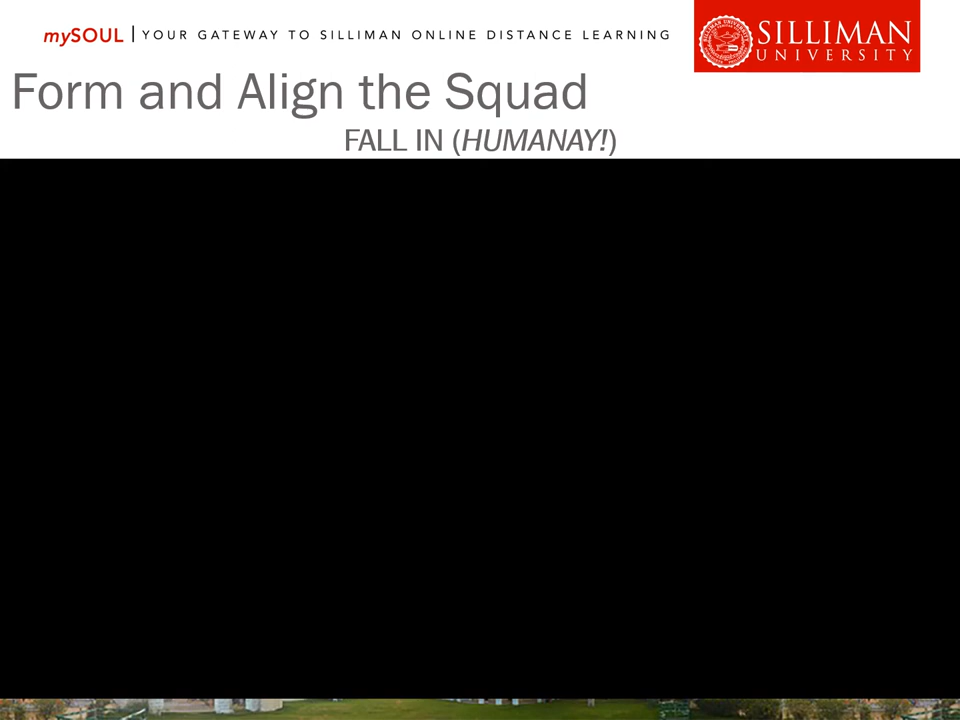 mySOUL | YOUR GATEWAY TO SILLIMAN ONLINE DISTANCE LEARNING
SILLIMAN
UNIVERSITY
Form and Align the Squad
FALL IN (HUMANAY!)